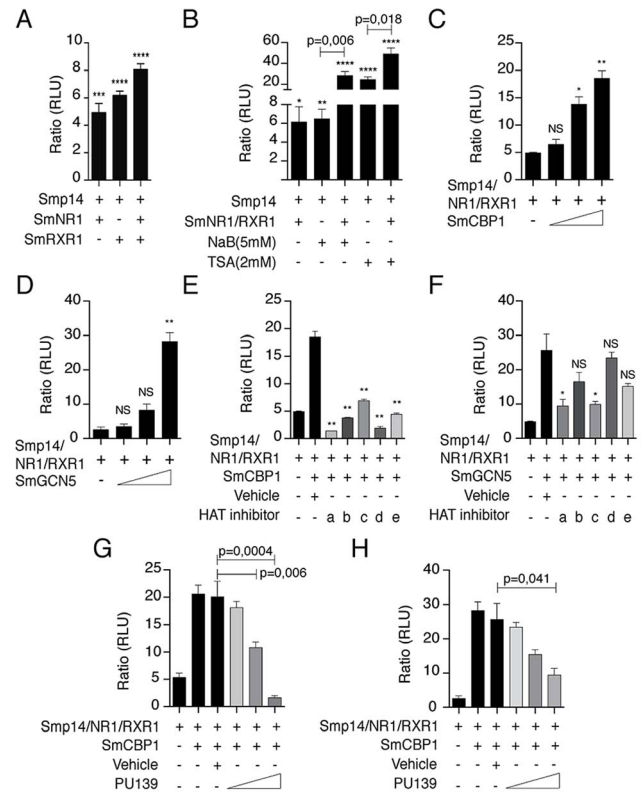 A
Ratio (RLU)
10
8
6
4
2
0
***
****
****
Smp14 + + +
SmNR1 + - +
SmRXR1 - + +
B
p=0,018
p=0,006
Ratio (RLU)
60
40
20
8
6
4
2
0
*
**
****
****
****
Smp14 + + + + +
SmNR1/RXR1 + - + - +
NaB(5mM) - + + - -
TSA(2mM) - - - + +
C
Ratio (RLU)
25
20
15
10
5
0
NS
*
**
Smp14/
NR1/RXR1 + + + +
SmCBP1 -
D
Ratio (RLU)
40
30
20
10
0
NS
NS
**
Smp14/
NR1/RXR1 + + + +
SmGCN5 -
E
Ratio (RLU)
25
20
15
10
5
0
**
**
**
**
**
Smp14/
NR1/RXR1 + + + + + + +
SmCBP1 - + + + + + +
Vehicle - + - - - - -
HAT inhibitor - - a b c d e
F
Ratio (RLU)
40
30
20
10
0
*
NS
*
NS
NS
Smp14/
NR1/RXR1 + + + + + + +
SmGCN5 - + + + + + +
Vehicle - + - - - - -
HAT inhibitor - - a b c d e
G
p=0,0004
p=0,006
Ratio (RLU)
25
20
15
10
5
0
Smp14/NR1/RXR1 + + + + + +
SmCBP1 - + + + + +
Vehicle - - + - - -
PU139 - - -
H
p=0,041
Ratio (RLU)
40
30
20
10
0
Smp14/NR1/RXR1 + + + + + +
SmCBP1 - + + + + +
Vehicle - - + - - -
PU139 - - -